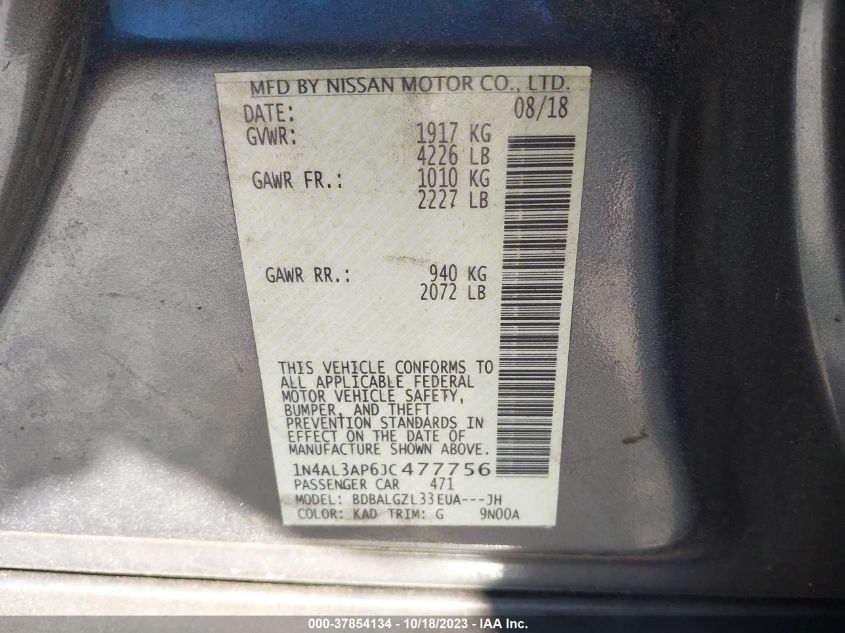 MFD BY NISSAN MOTOR CO., LTD.
DATE: 08/18
GVWR: 1917 KG
4226 LB
GAWR FR.: 1010 KG
2227 LB
GAWR RR.: 940 KG
2072 LB
THIS VEHICLE CONFORMS TO
ALL APPLICABLE FEDERAL
MOTOR VEHICLE SAFETY,
BUMPER, AND THEFT
PREVENTION STANDARDS IN
EFFECT ON THE DATE OF
MANUFACTURE SHOWN ABOVE.
1N4AL3AP6JC477756
PASSENGER CAR 471
MODEL: BDBALGZL33EUA---JH
COLOR: KAD TRIM: G 9N00A
000-37854134 - 10/18/2023 - IAA Inc.